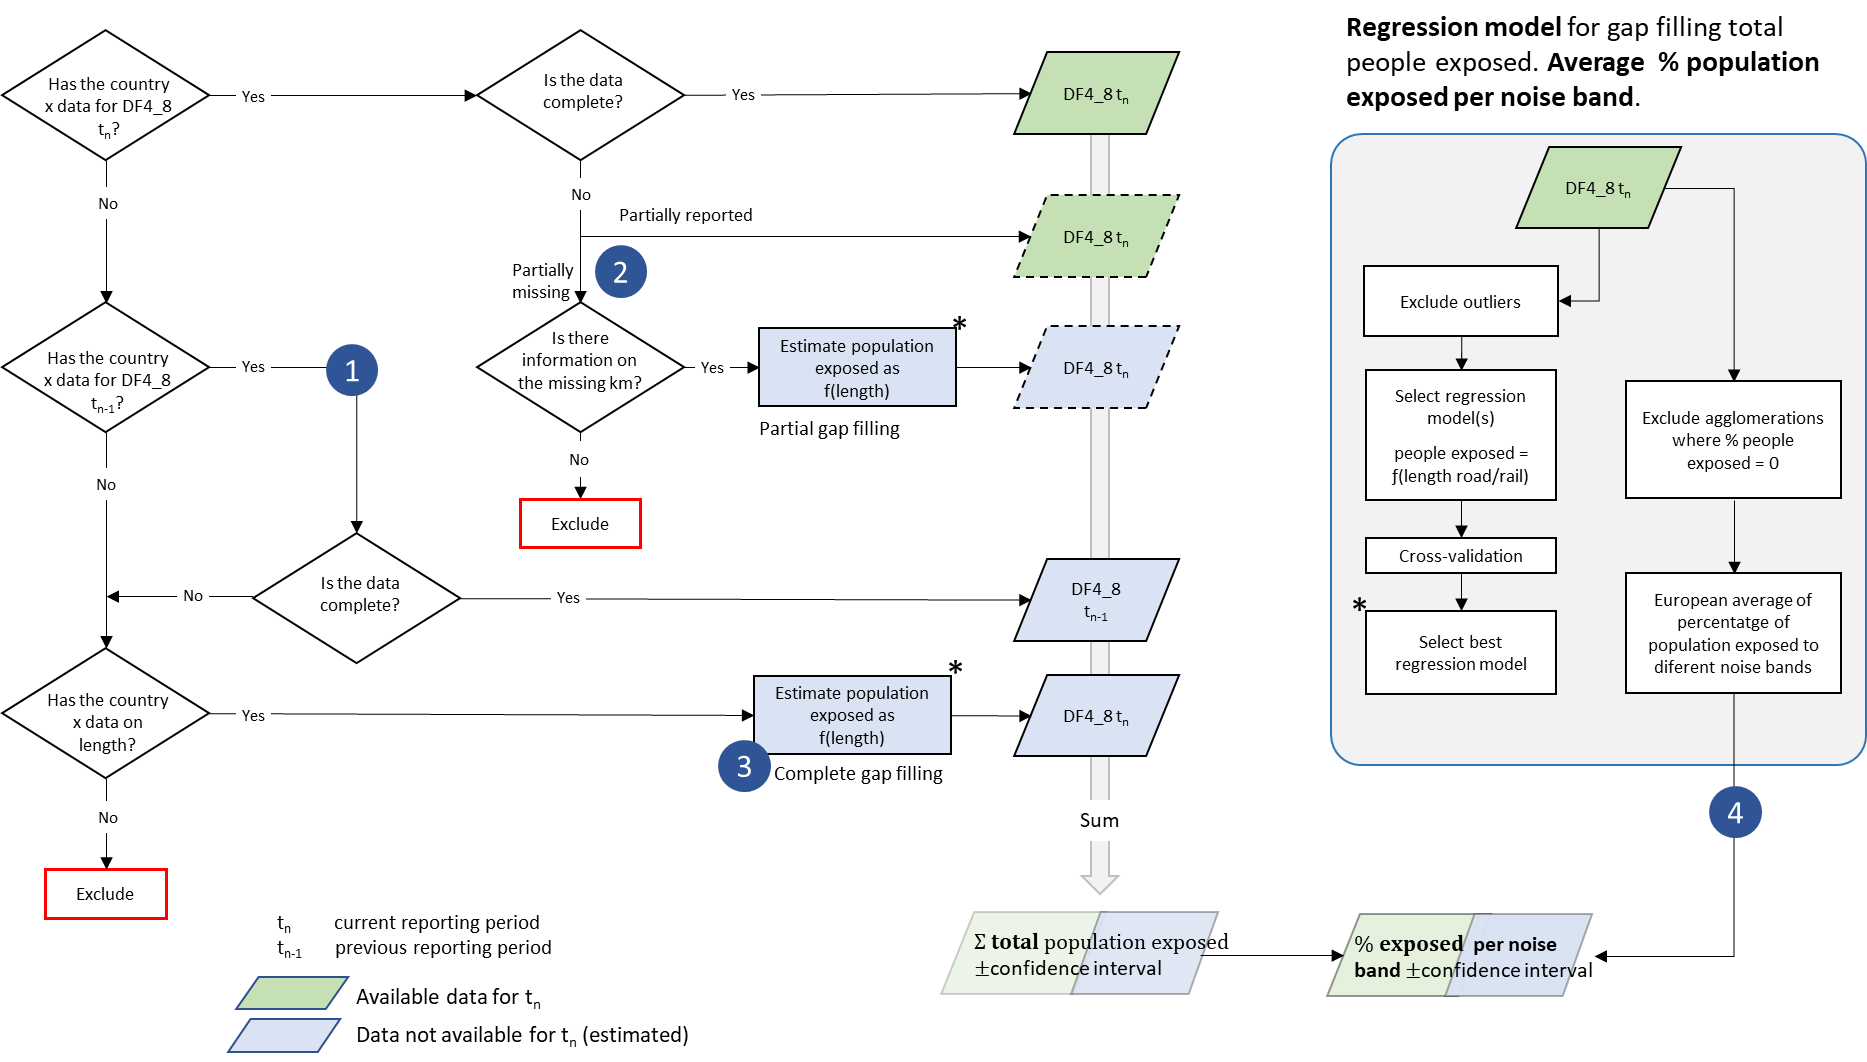 Regression model for gap filling total
people exposed. Average % population
exposed per noise band.
Has the country
x data for DF4_8
tn?
Yes
Is the data
complete?
Yes
DF4_8 tn
No
No
Partially reported
DF4_8 tn
2
Partially
missing
Has the country
x data for DF4_8
tn-1?
Yes
1
Is there
information on
the missing km?
Yes
Estimate population
exposed as
f(length)
*
DF4_8 tn
Partial gap filling
No
No
Exclude
Is the data
complete?
No
Yes
DF4_8
tn-1
Has the country
x data on
length?
Yes
Estimate population
exposed as
f(length)
*
3
Complete gap filling
DF4_8 tn
No
Exclude
Sum
Σ total population exposed
±confidence interval
% exposed per noise
band ±confidence interval
DF4_8 tn
Exclude outliers
Select regression
model(s)
people exposed =
ƒ(length road/rail)
Cross-validation
*
Select best
regression model
Exclude agglomerations
where % people
exposed = 0
European average of
percentatge of
population exposed to
diferent noise bands
4
tn current reporting period
tn-1 previous reporting period
Available data for tn
Data not available for tn (estimated)